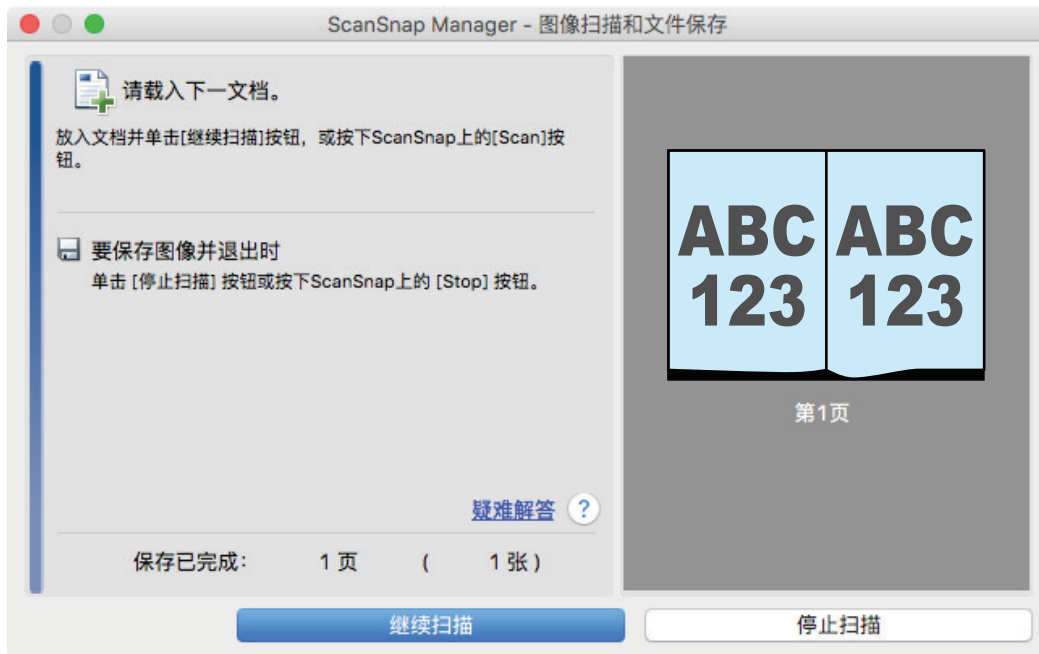 ScanSnap Manager - 图像扫描和文件保存
请载入下一文档。
放入文档并单击[继续扫描]按钮，或按下ScanSnap上的[Scan]按
钮。
要保存图像并退出时
单击 [停止扫描] 按钮或按下ScanSnap上的 [Stop] 按钮。
疑难解答 ?
保存已完成： 1 页 ( 1 张 )
ABC ABC
123 123
第1页
继续扫描
停止扫描